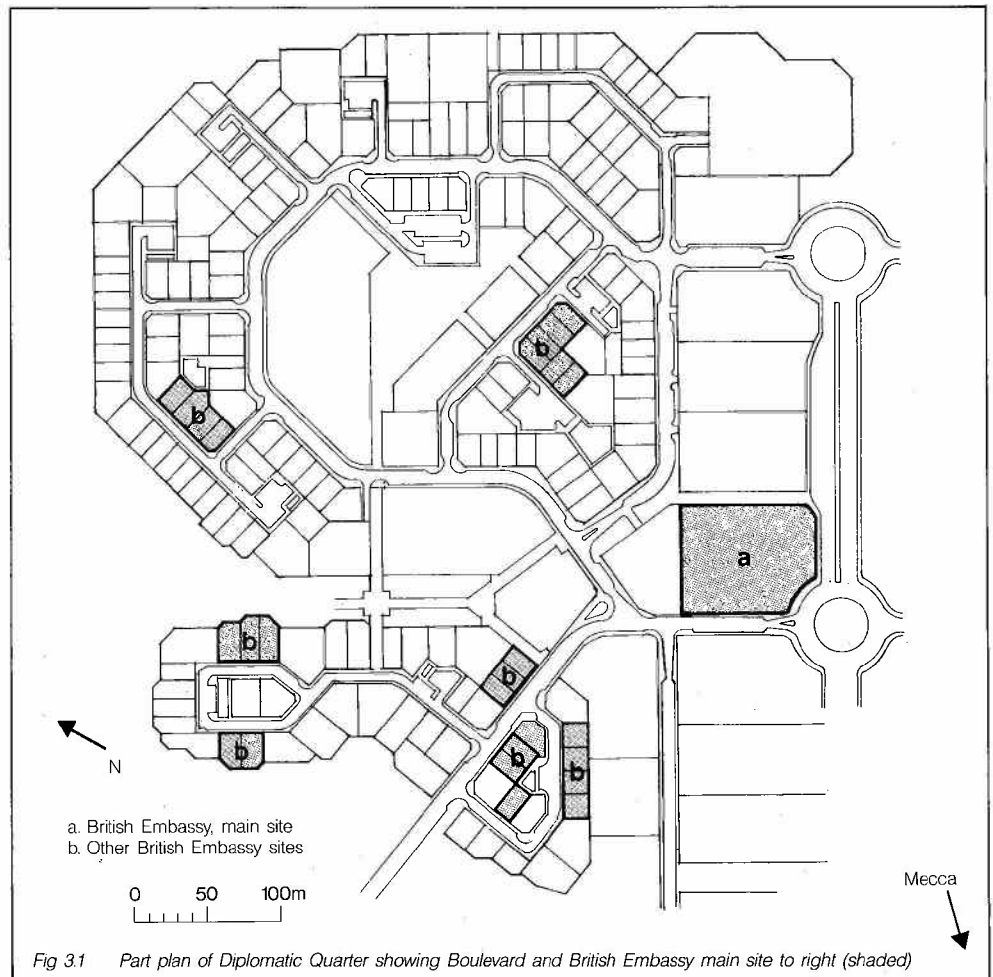 b
b
a
b
b
b
b
b
N
a. British Embassy, main site
b. Other British Embassy sites
0 50 100m
Mecca
Fig 3.1 Part plan of Diplomatic Quarter showing Boulevard and British Embassy main site to right (shaded)